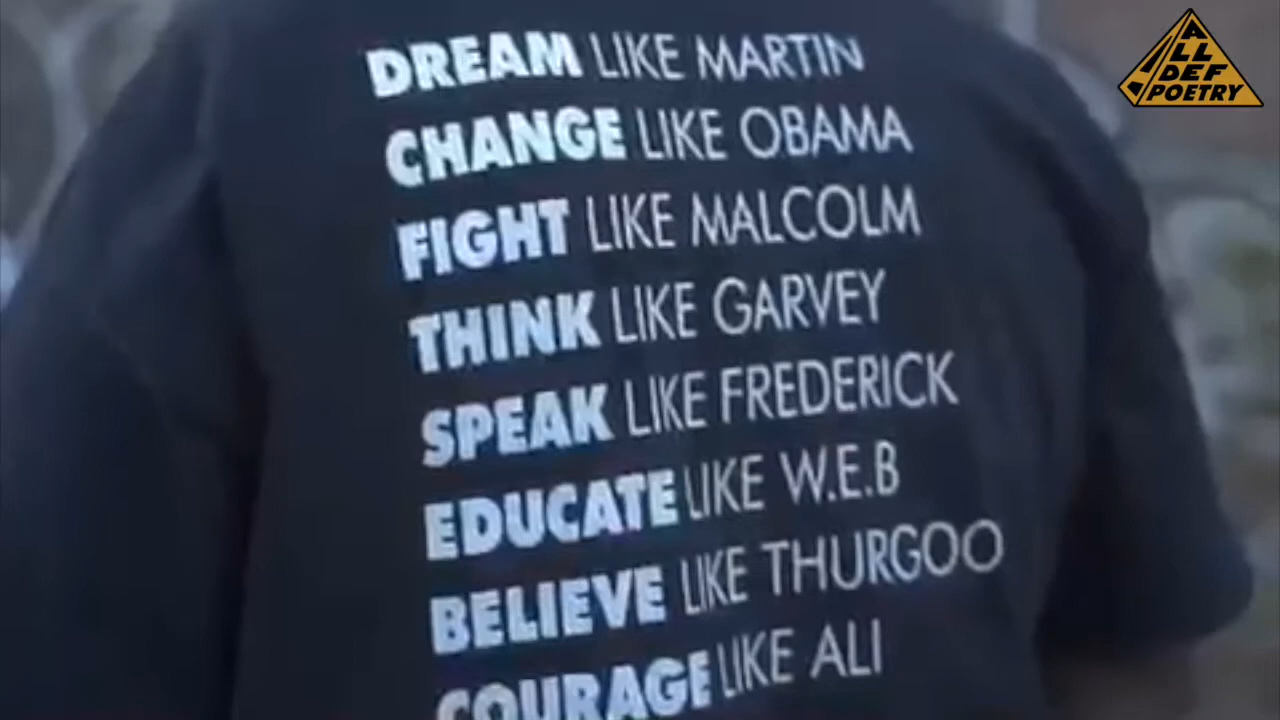 DREAM LIKE MARTIN
CHANGE LIKE OBAMA
FIGHT LIKE MALCOLM
THINK LIKE GARVEY
SPEAK LIKE FREDERICK
EDUCATE LIKE W.E.B
BELIEVE LIKE THURGOO
COURAGE LIKE ALI
A
LL
DEF
POETRY